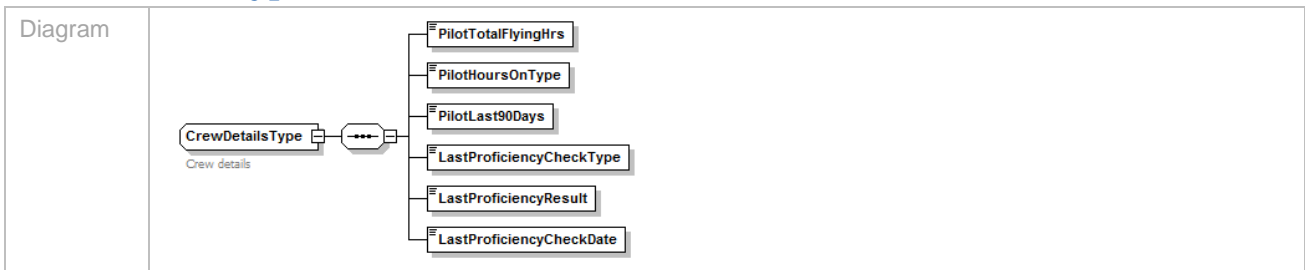 Diagram
PilotTotalFlyingHrs
PilotHoursOnType
PilotLast90Days
CrewDetailsType
Crew details
LastProficiencyCheckType
LastProficiencyResult
LastProficiencyCheckDate